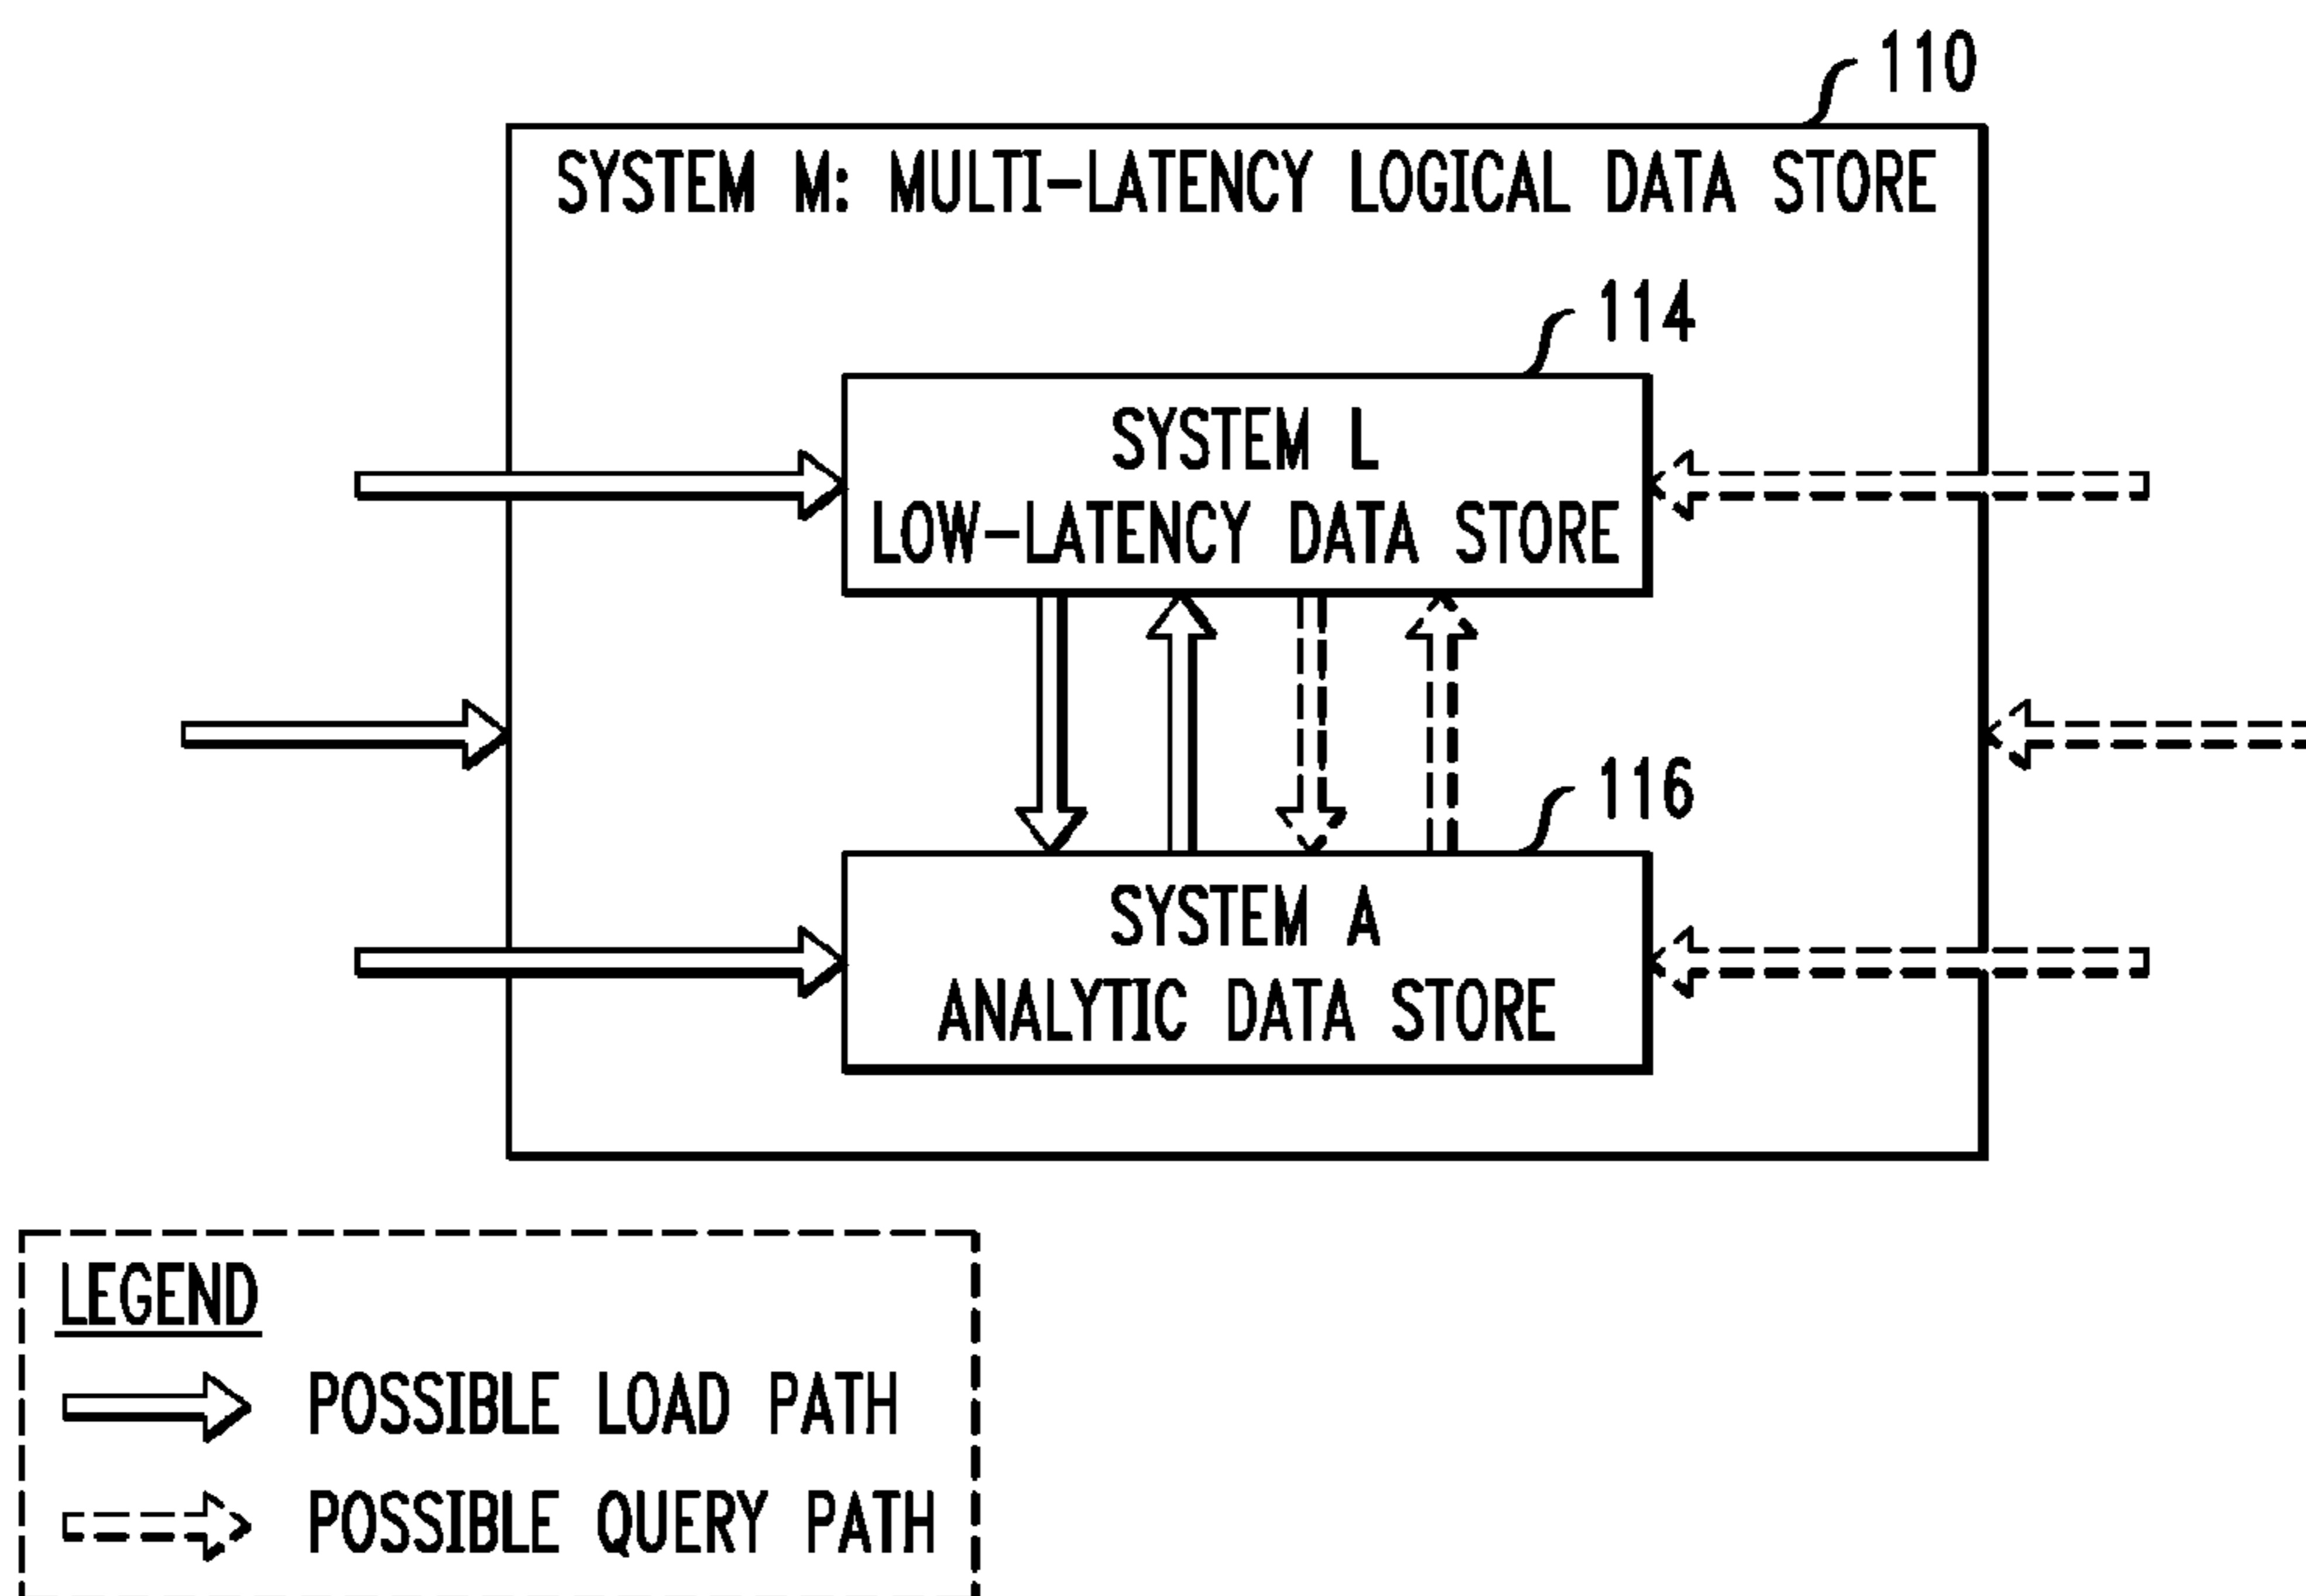 110
SYSTEM M: MULTI-LATENCY LOGICAL DATA STORE
114
SYSTEM L
LOW-LATENCY DATA STORE
116
SYSTEM A
ANALYTIC DATA STORE
LEGEND
POSSIBLE LOAD PATH
POSSIBLE QUERY PATH